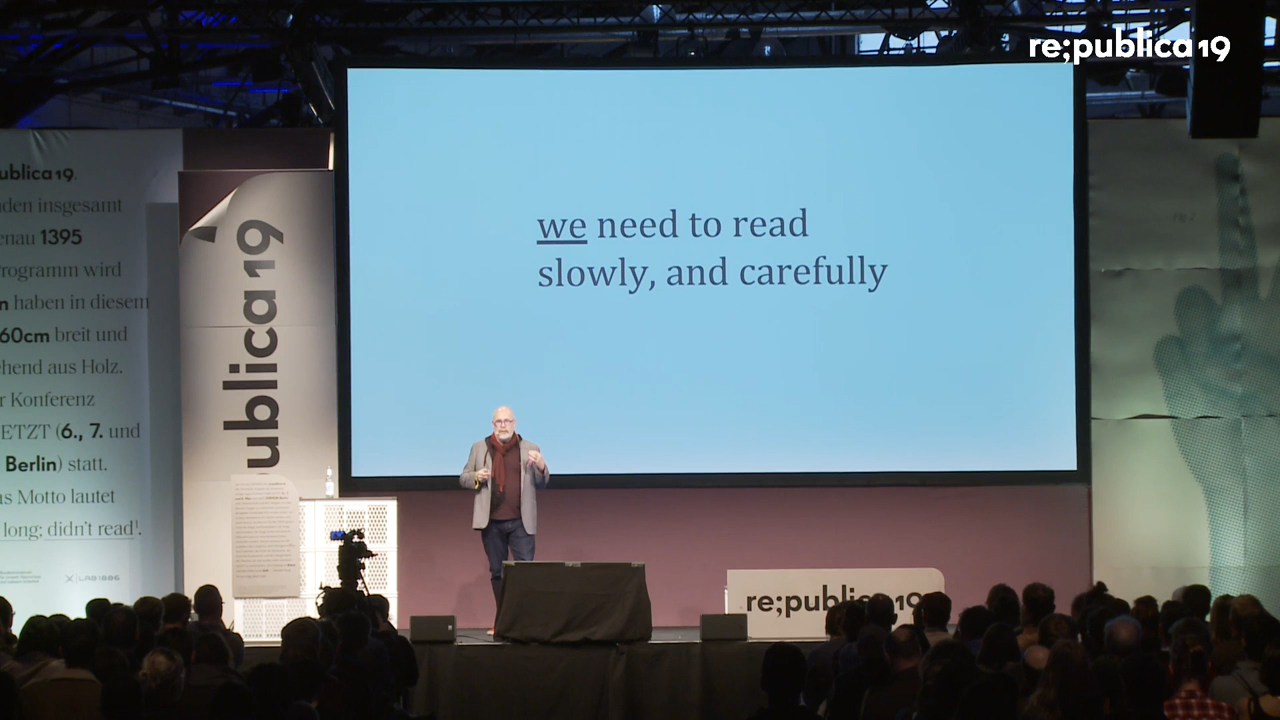 re;publica 19
we need to read
slowly, and carefully
ublica 19.
den insgesamt
enau 1395
rogramm wird
n haben in diesem
60cm breit und
hend aus Holz.
r Konferenz
ETZT (6., 7. und
Berlin) statt.
s Motto lautet
long; didn't read¹.
LAB1886
ublica 19
re;publica 19